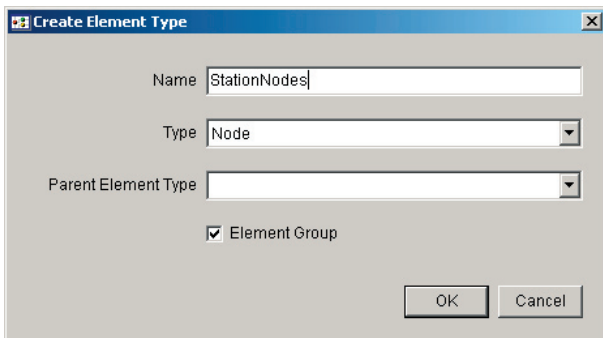 Create Element Type
Name StationNodes
Type Node
Parent Element Type
Element Group
OK Cancel